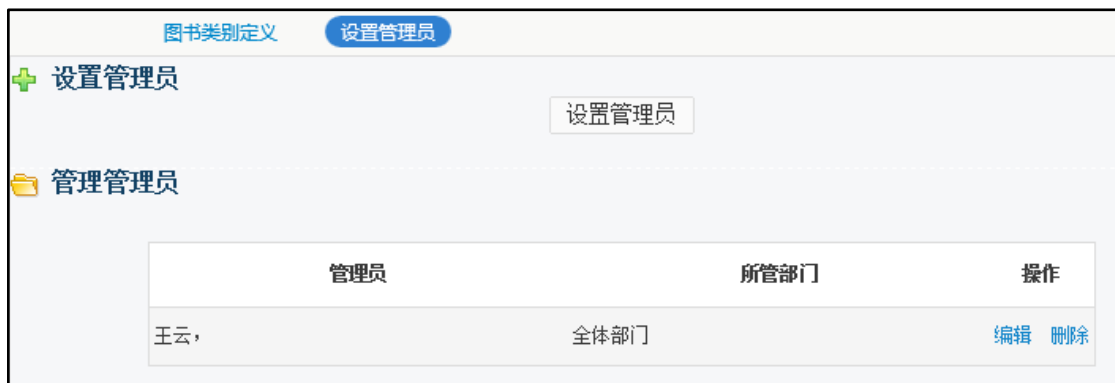 图书类别定义 设置管理员
设置管理员
设置管理员
管理管理员
管理员 所管部门 操作
王云， 全体部门 编辑 删除